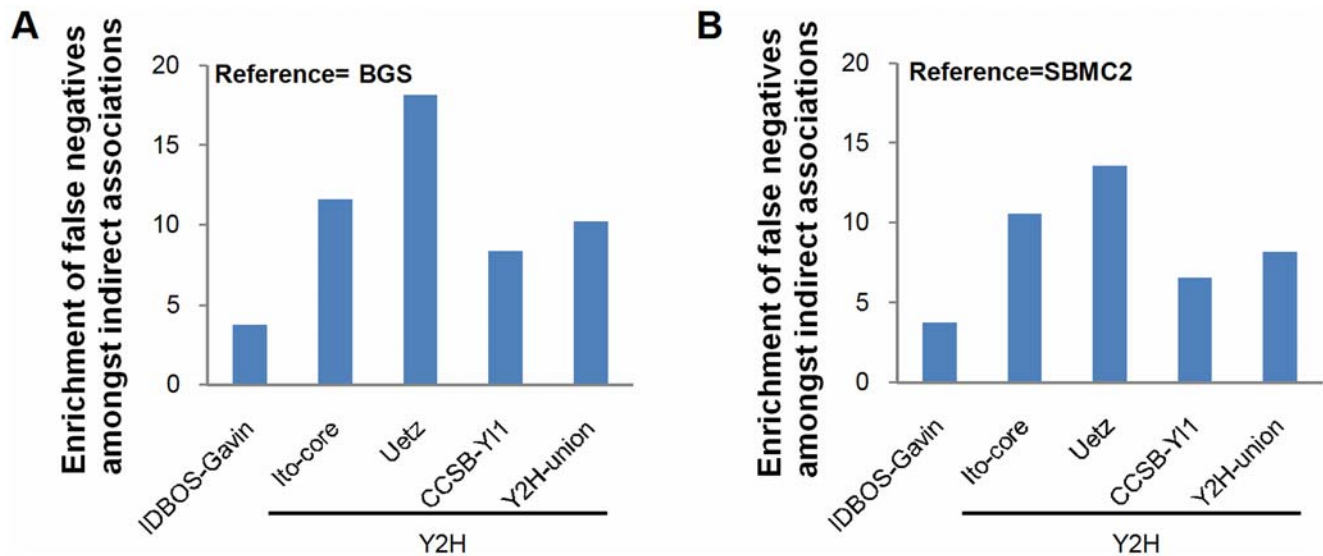 A
Enrichment of false negatives
amongst indirect associations
Reference= BGS
20
15
10
5
0
IDBOS-Gavin
Ito-core
Uetz
CCSB-YI1
Y2H-union
Y2H
B
Enrichment of false negatives
amongst indirect associations
Reference=SBMC2
20
15
10
5
0
IDBOS-Gavin
Ito-core
Uetz
CCSB-YI1
Y2H-union
Y2H